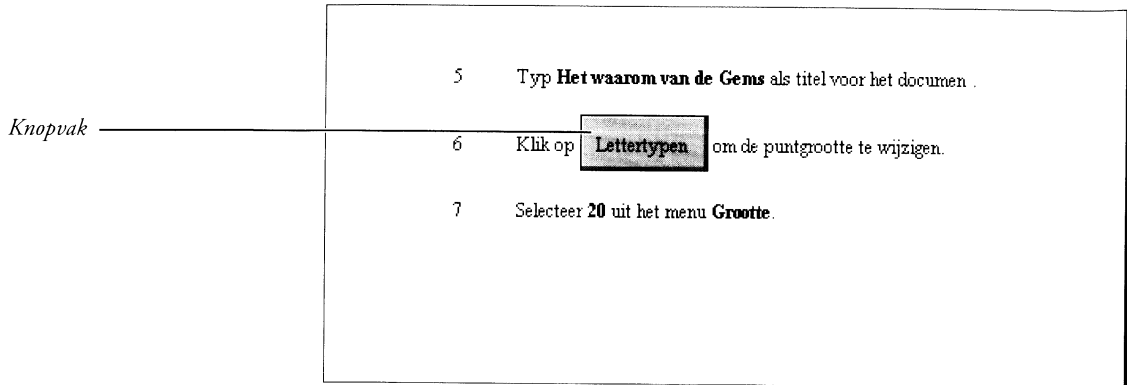 5 Typ Het waarom van de Gems als titel voor het documen .
Knopvak
6 Klik op Lettertypen om de puntgrootte te wijzigen.
7 Selecteer 20 uit het menu Grootte.